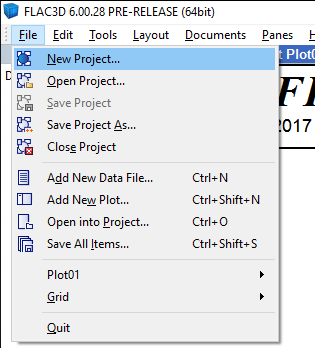 FLAC3D 6.00.28 PRE-RELEASE (64bit)
File Edit Tools Layout Documents Panes H
New Project...
Plot0
Open Project...
D
Save Project
Save Project As...
2017
Close Project
Add New Data File... Ctrl+N
Add New Plot... Ctrl+Shift+N
Open into Project... Ctrl+O
Save All Items... Ctrl+Shift+S
Plot01
Grid
Quit